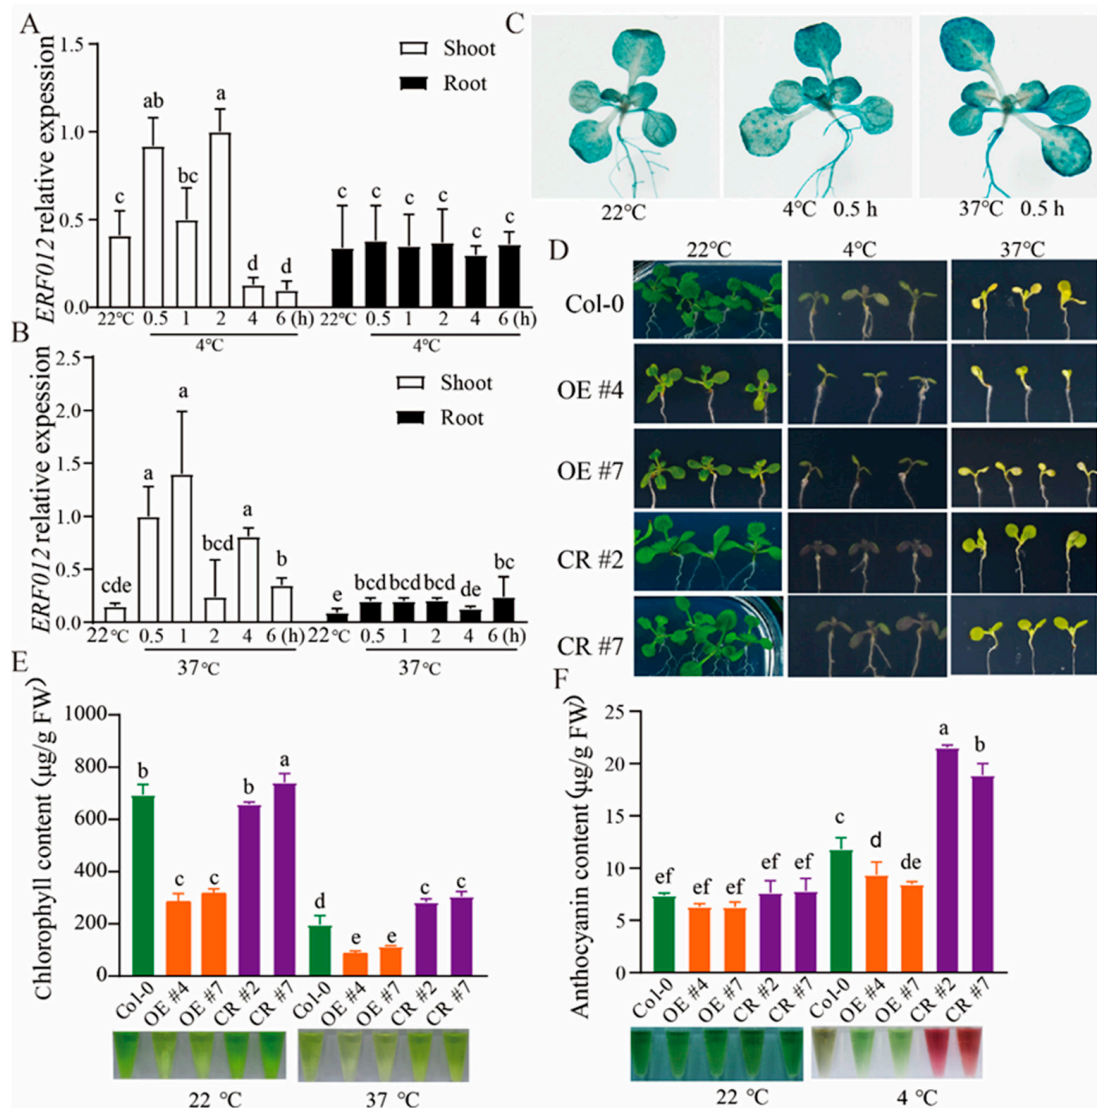 A
1.5
1.0
0.5
0.0
ERF012 relative expression
Shoot
Root
c ab bc a d d c c c c c c
22℃ 0.5 1 2 4 6 (h) 22℃ 0.5 1 2 4 6 (h)
4℃ 4℃
B
2.5
2.0
1.5
1.0
0.5
0.0
ERF012 relative expression
Shoot
Root
cde a a bcd a b e bcd bcd bcd de bc
22℃ 0.5 1 2 4 6 (h) 22℃ 0.5 1 2 4 6 (h)
37℃ 37℃
C
22℃ 4℃ 0.5 h 37℃ 0.5 h
D
22℃ 4℃ 37℃
Col-0
OE #4
OE #7
CR #2
CR #7
E
1000
800
600
400
200
0
Chlorophyll content (μg/g FW)
b c c b a d e e c c
Col-0 OE #4 OE #7 CR #2 CR #7 Col-0 OE #4 OE #7 CR #2 CR #7
22 ℃ 37 ℃
F
25
20
15
10
5
0
Anthocyanin content (μg/g FW)
ef ef ef ef ef c d de a b
Col-0 OE #4 OE #7 CR #2 CR #7 Col-0 OE #4 OE #7 CR #2 CR #7
22 ℃ 4 ℃